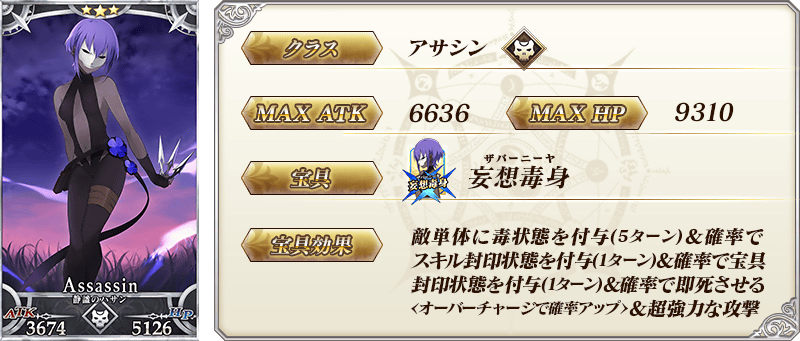 Assassin
静謐のハサン
ATK
HP
3674
5126
クラス
アサシン
MAX ATK
6636
MAX HP
9310
宝具
妄想毒身
ザバーニーヤ
妄想毒身
宝具効果
敵単体に毒状態を付与(5ターン)&確率で
スキル封印状態を付与(1ターン)&確率で宝具
封印状態を付与(1ターン)&確率で即死させる
<オーバーチャージで確率アップ>&超強力な攻撃